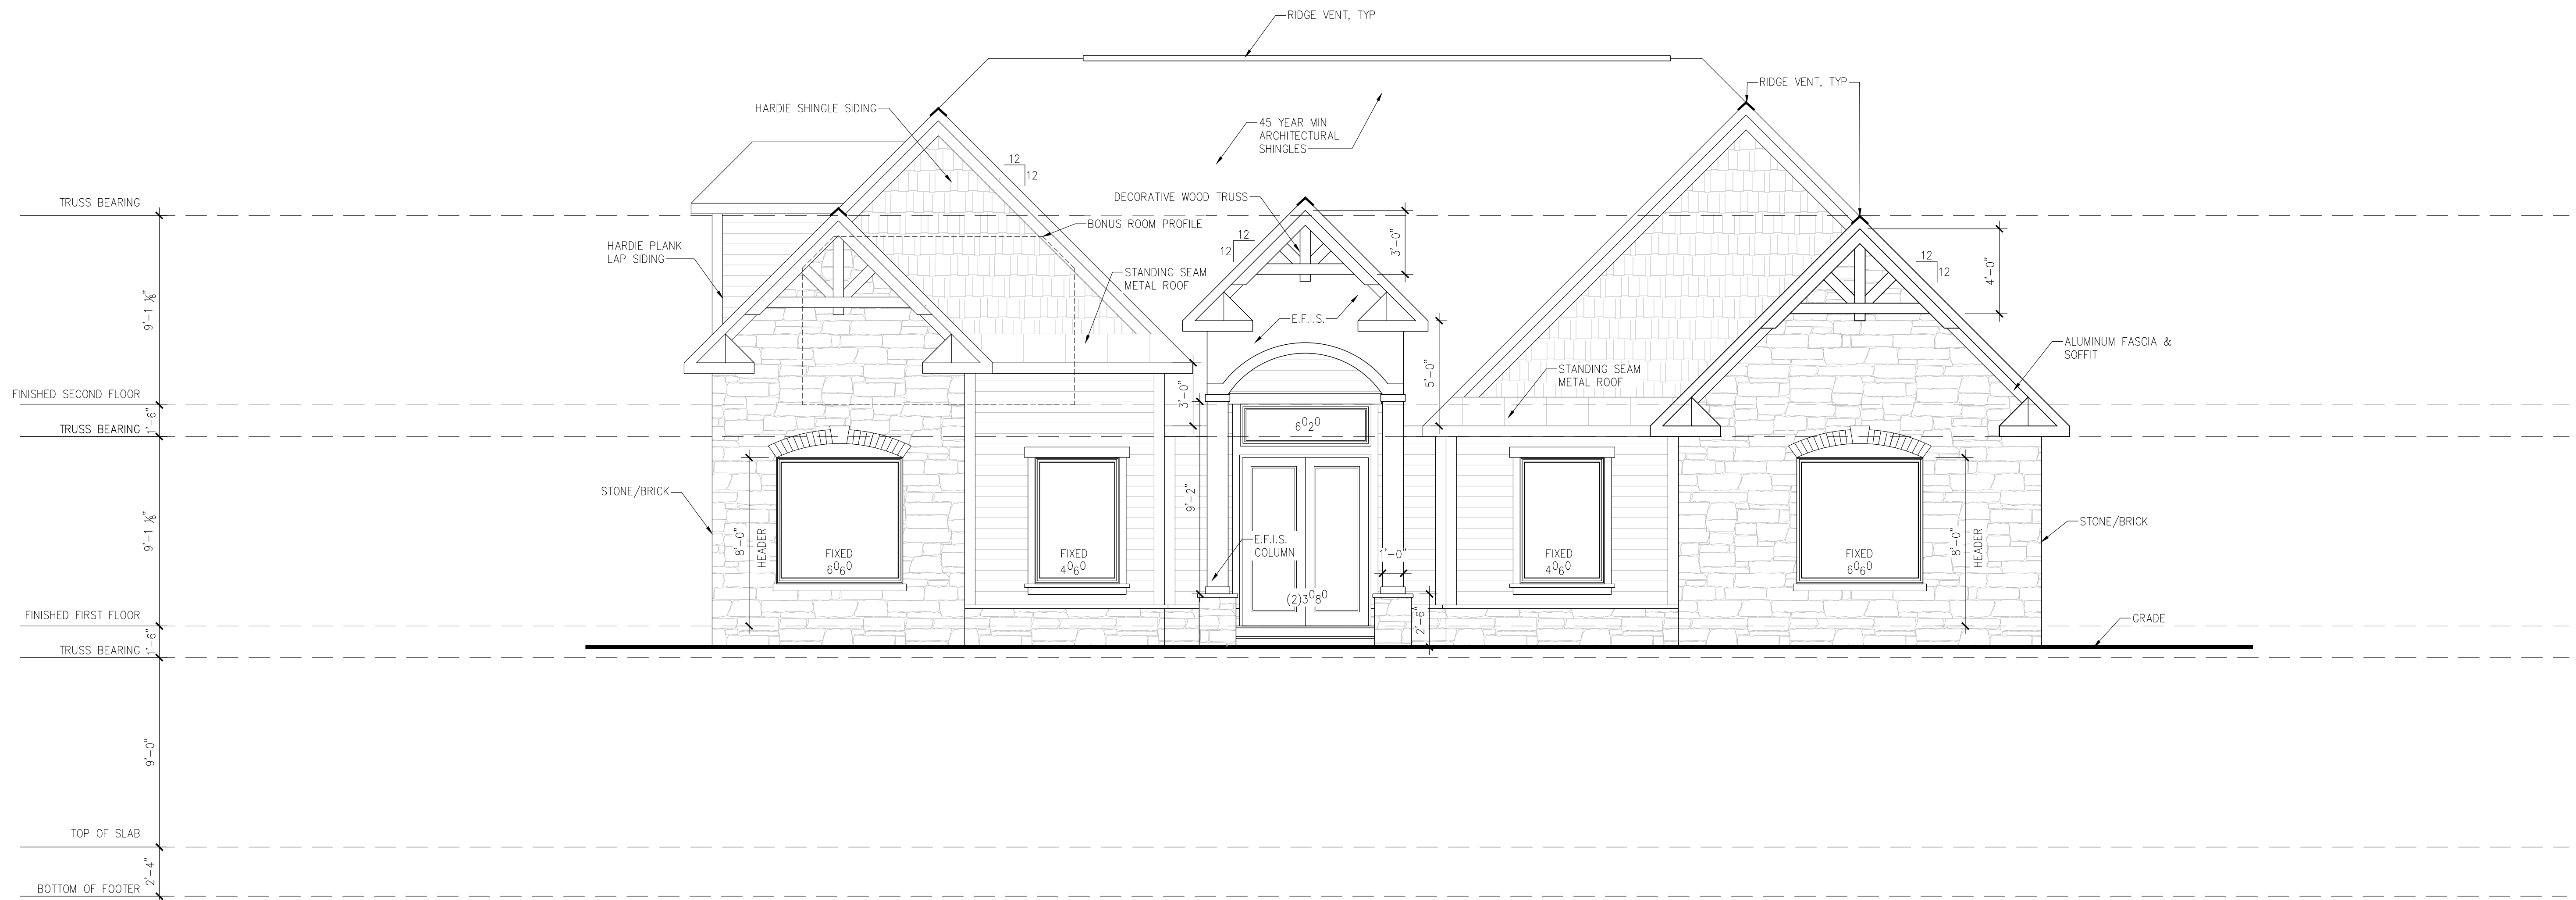 RIDGE VENT, TYP
RIDGE VENT, TYP
HARDIE SHINGLE SIDING
45 YEAR MIN
ARCHITECTURAL
SHINGLES
12
12
DECORATIVE WOOD TRUSS
TRUSS BEARING
BONUS ROOM PROFILE
12
12
3'-0"
HARDIE PLANK
LAP SIDING
STANDING SEAM
METAL ROOF
12
12
4'-0"
9'-1 1/8"
E.F.I.S.
ALUMINUM FASCIA &
SOFFIT
STANDING SEAM
METAL ROOF
5'-0"
3'-0"
FINISHED SECOND FLOOR
1'-6"
TRUSS BEARING
6⁰2⁰
STONE/BRICK
9'-2"
9'-1 1/8"
8'-0"
HEADER
E.F.I.S.
COLUMN
1'-0"
8'-0"
HEADER
STONE/BRICK
FIXED
6⁰6⁰
FIXED
4⁰6⁰
FIXED
4⁰6⁰
FIXED
6⁰6⁰
(2)3⁰8⁰
FINISHED FIRST FLOOR
2'-6"
GRADE
1'-6"
TRUSS BEARING
9'-0"
TOP OF SLAB
2'-4"
BOTTOM OF FOOTER